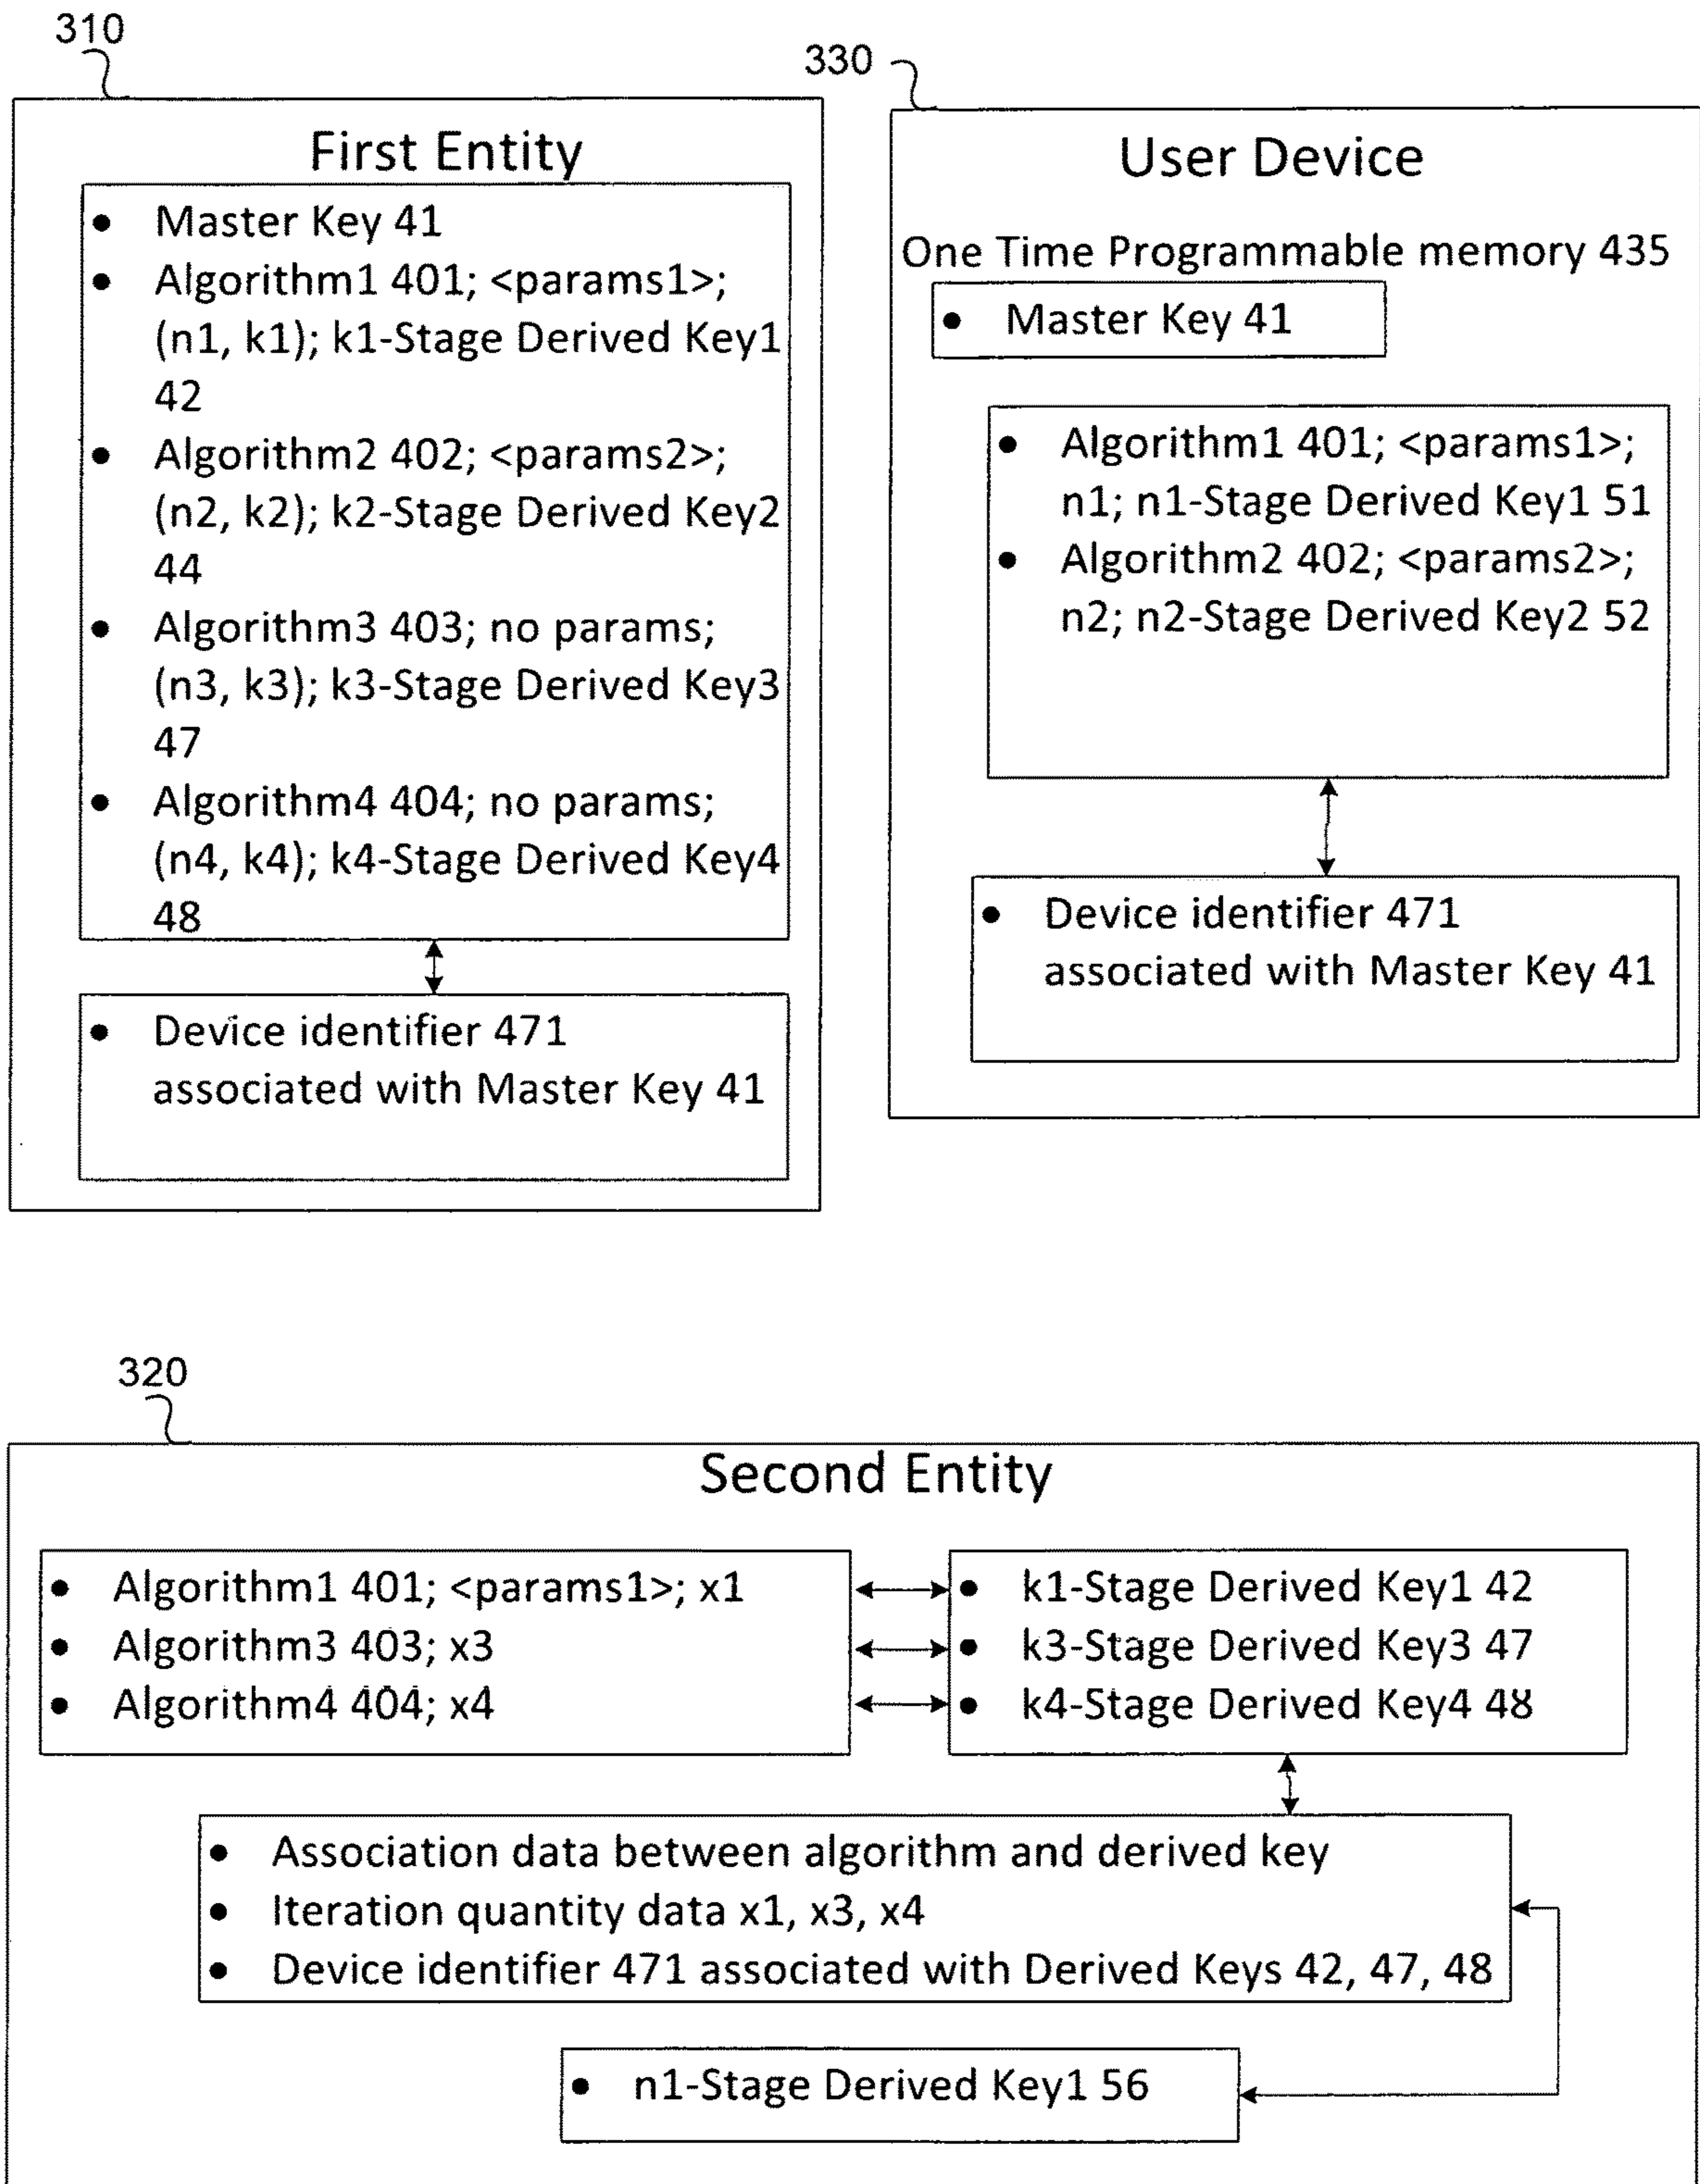 310
First Entity
• Master Key 41
• Algorithm1 401; <params1>;
(n1, k1); k1-Stage Derived Key1
42
• Algorithm2 402; <params2>;
(n2, k2); k2-Stage Derived Key2
44
• Algorithm3 403; no params;
(n3, k3); k3-Stage Derived Key3
47
• Algorithm4 404; no params;
(n4, k4); k4-Stage Derived Key4
48
• Device identifier 471
associated with Master Key 41
330
User Device
One Time Programmable memory 435
• Master Key 41
• Algorithm1 401; <params1>;
n1; n1-Stage Derived Key1 51
• Algorithm2 402; <params2>;
n2; n2-Stage Derived Key2 52
• Device identifier 471
associated with Master Key 41
320
Second Entity
• Algorithm1 401; <params1>; x1
• Algorithm3 403; x3
• Algorithm4 404; x4
• k1-Stage Derived Key1 42
• k3-Stage Derived Key3 47
• k4-Stage Derived Key4 48
• Association data between algorithm and derived key
• Iteration quantity data x1, x3, x4
• Device identifier 471 associated with Derived Keys 42, 47, 48
• n1-Stage Derived Key1 56